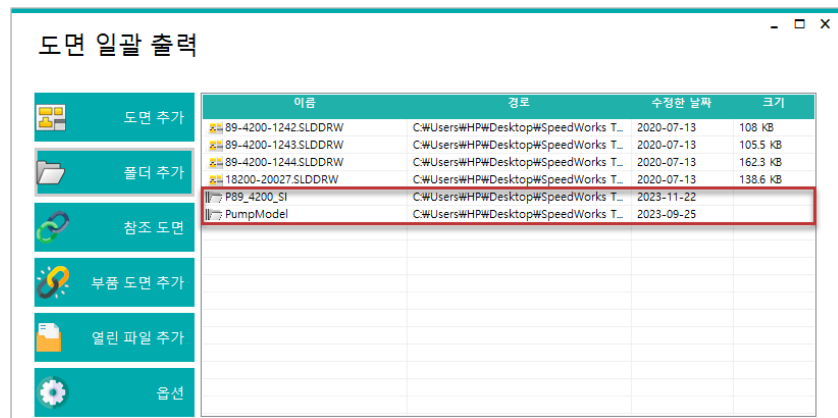 도면 일괄 출력
이름 경로 수정한 날짜 크기
도면 추가
89-4200-1242.SLDDRW C:₩Users₩HP₩Desktop₩SpeedWorks T... 2020-07-13 108 KB
89-4200-1243.SLDDRW C:₩Users₩HP₩Desktop₩SpeedWorks T... 2020-07-13 105.5 KB
89-4200-1244.SLDDRW C:₩Users₩HP₩Desktop₩SpeedWorks T... 2020-07-13 162.3 KB
폴더 추가
18200-20027.SLDDRW C:₩Users₩HP₩Desktop₩SpeedWorks T... 2020-07-13 138.6 KB
P89_4200_SI C:₩Users₩HP₩Desktop₩SpeedWorks T... 2023-11-22
PumpModel C:₩Users₩HP₩Desktop₩SpeedWorks T... 2023-09-25
참조 도면
부품 도면 추가
열린 파일 추가
옵션